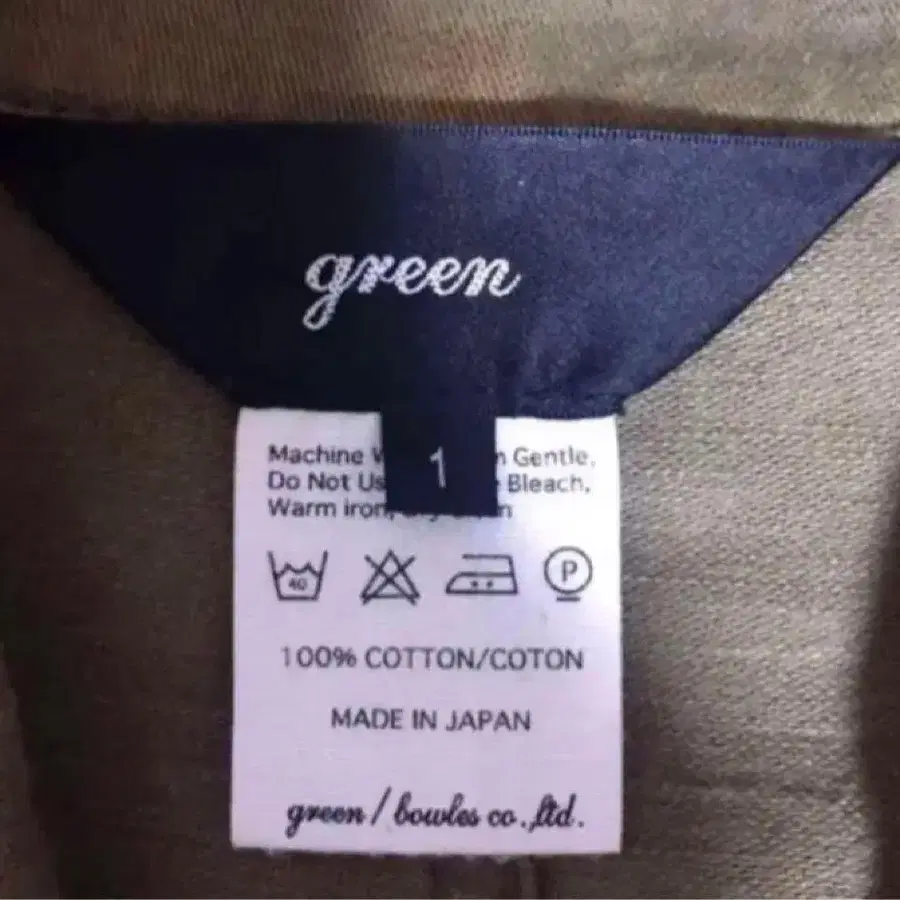 green
1
Machine Gentle.
Do Not Bleach.
Warm iron,
40
P
100% COTTON/COTON
MADE IN JAPAN
green / bowles co.,ltd.